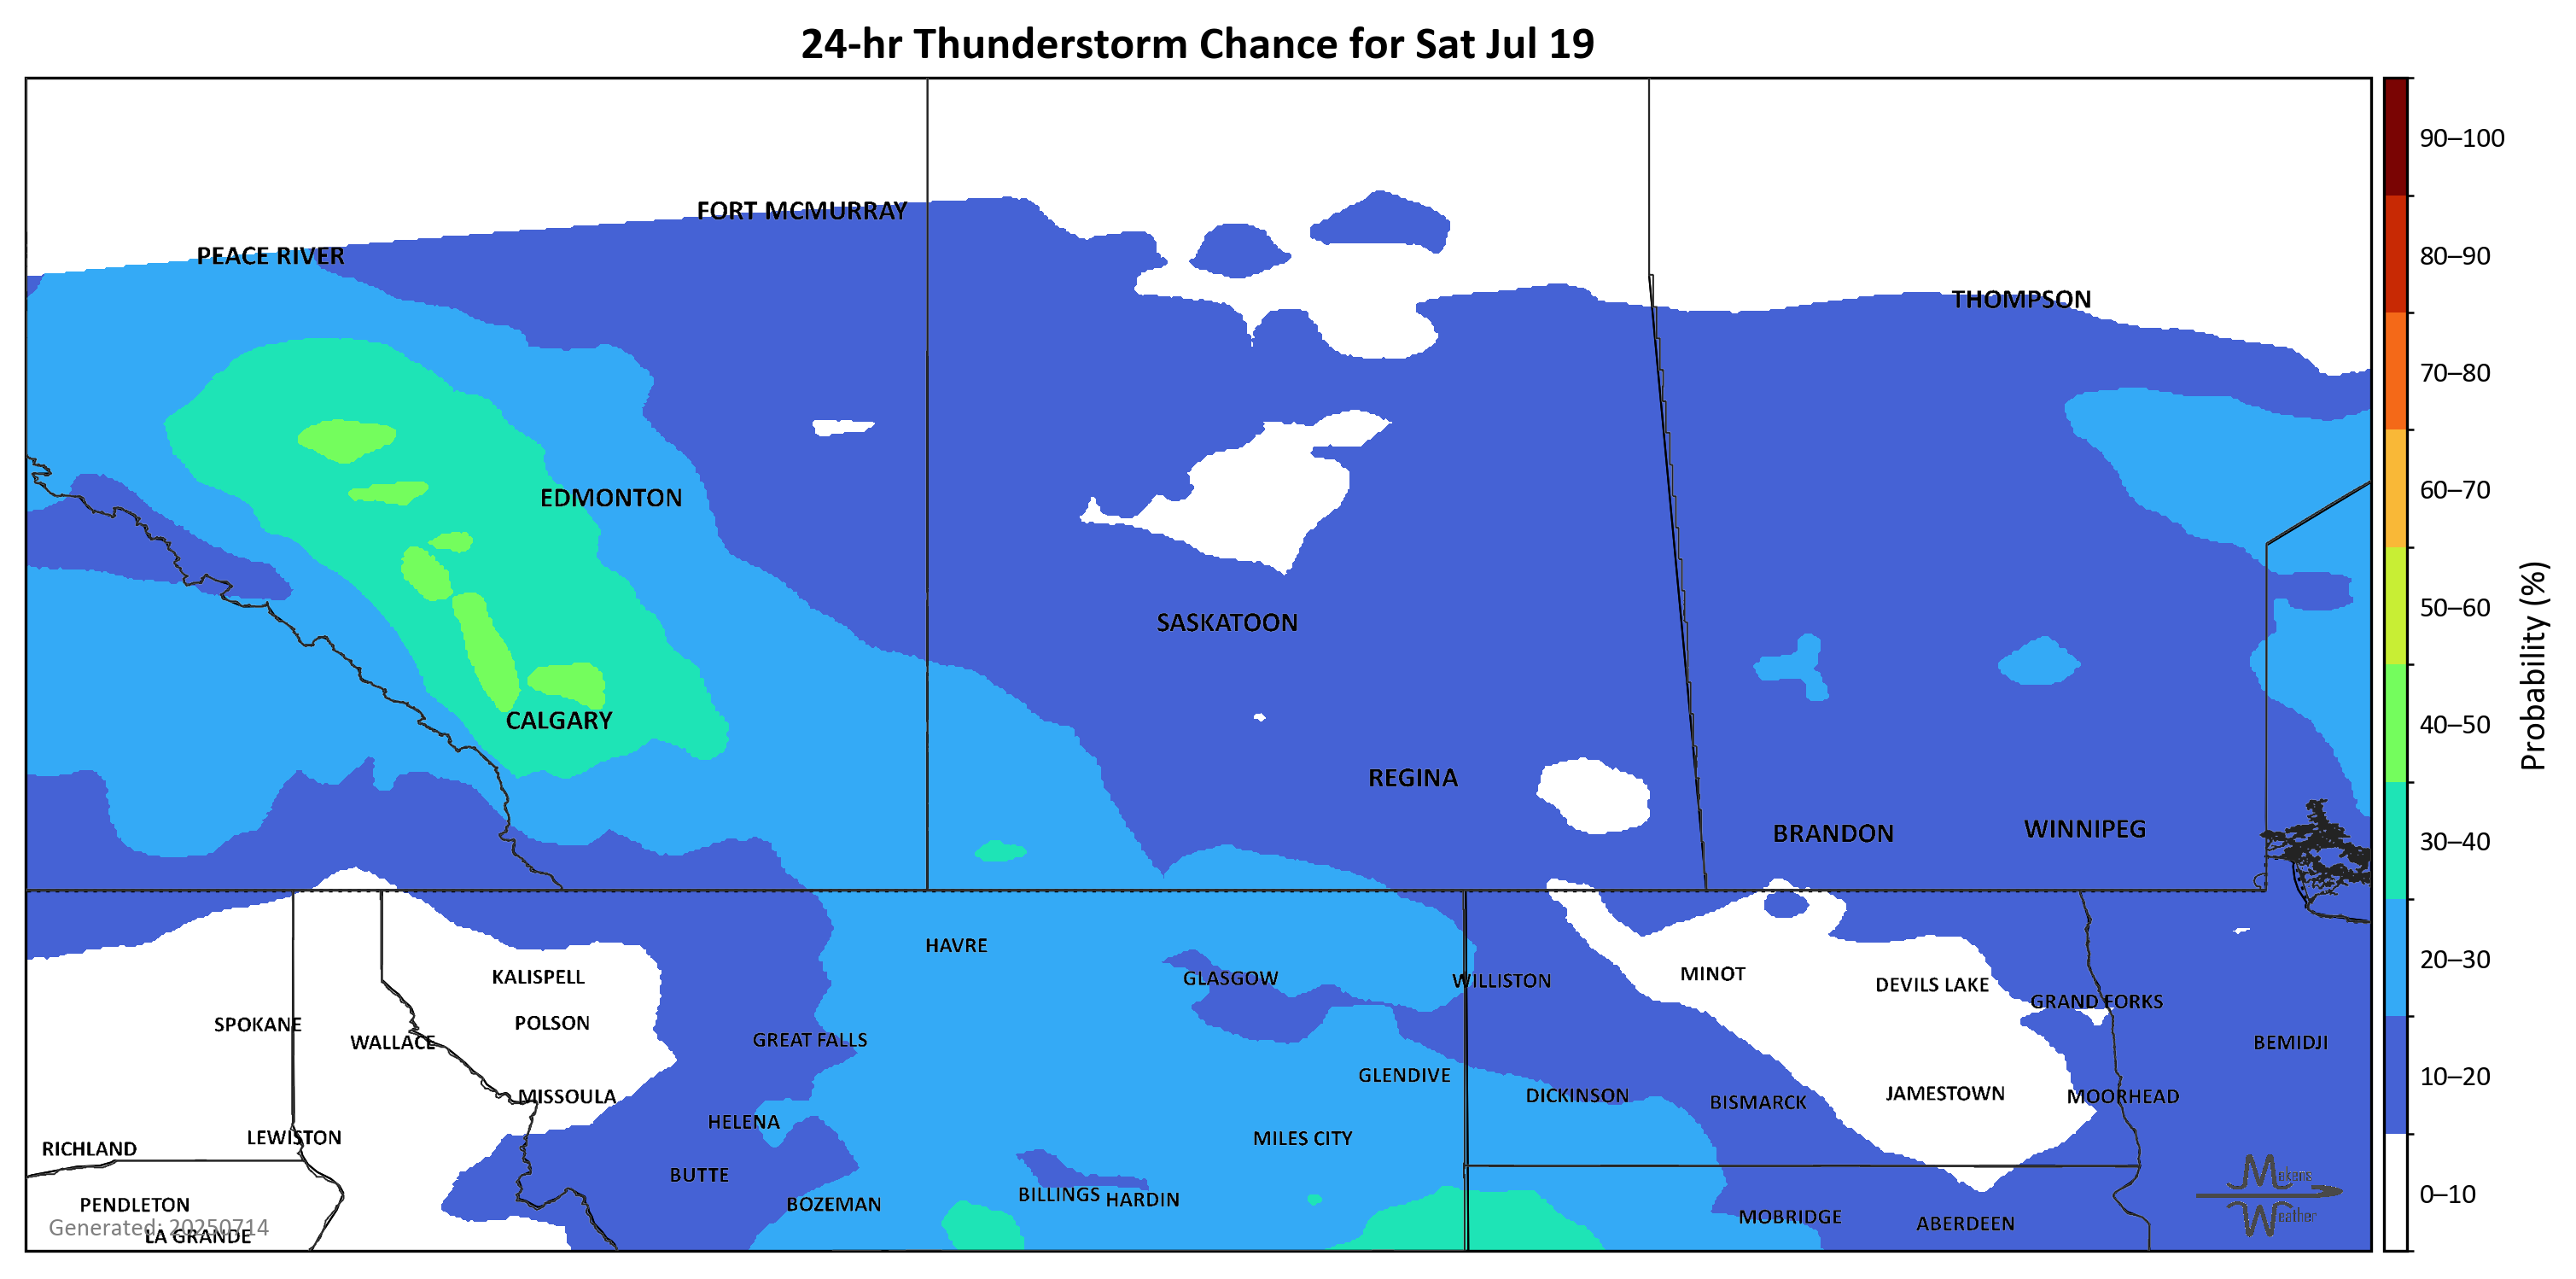 24-hr Thunderstorm Chance for Sat Jul 19
90–100
FORT MCMURRAY
PEACE RIVER
80–90
THOMPSON
70–80
EDMONTON
60–70
SASKATOON
50–60
Probability (%)
CALGARY
40–50
REGINA
BRANDON
WINNIPEG
30–40
HAVRE
20–30
KALISPELL
GLASGOW
WILLISTON
MINOT
DEVILS LAKE
GRAND FORKS
SPOKANE
POLSON
WALLACE
GREAT FALLS
BEMIDJI
GLENDIVE
10–20
MISSOULA
DICKINSON
BISMARCK
JAMESTOWN
MOORHEAD
HELENA
RICHLAND
LEWISTON
MILES CITY
BUTTE
PENDLETON
BOZEMAN
BILLINGS
HARDIN
Mekens
0–10
Generated: 20250714
LA GRANDE
MOBRIDGE
ABERDEEN
Weather